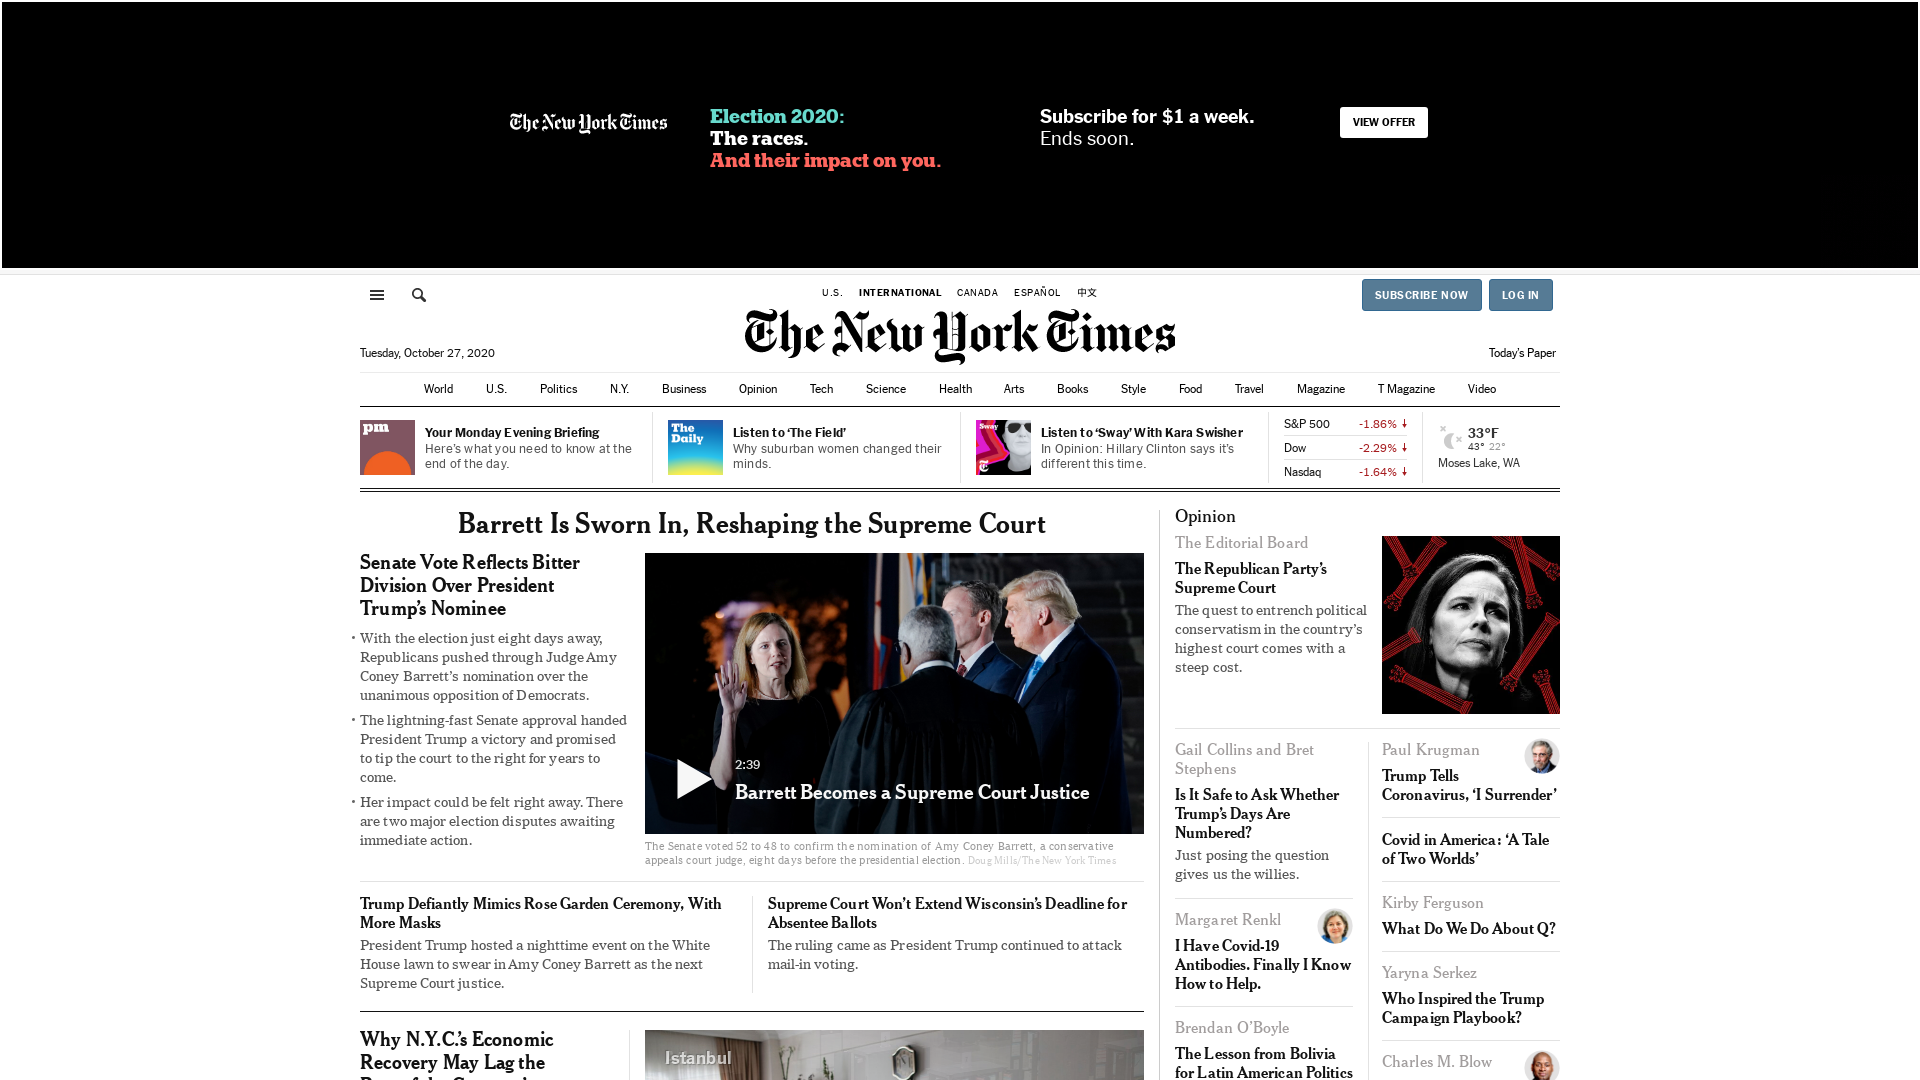 The New York Times
Election 2020:
The races.
And their impact on you.
Subscribe for $1 a week.
Ends soon.
VIEW OFFER
U.S. INTERNATIONAL CANADA ESPAÑOL 中文
SUBSCRIBE NOW LOG IN
The New York Times
Tuesday, October 27, 2020
Today's Paper
World U.S. Politics N.Y. Business Opinion Tech Science Health Arts Books Style Food Travel Magazine T Magazine Video
pm
Your Monday Evening Briefing
Here's what you need to know at the
end of the day.
The
Daily
Listen to 'The Field'
Why suburban women changed their
minds.
Sway
Listen to 'Sway' With Kara Swisher
In Opinion: Hillary Clinton says it's
different this time.
S&P 500 -1.86%
Dow -2.29%
Nasdaq -1.64%
33°F
43° 22°
Moses Lake, WA
Barrett Is Sworn In, Reshaping the Supreme Court
Senate Vote Reflects Bitter
Division Over President
Trump's Nominee
• With the election just eight days away,
Republicans pushed through Judge Amy
Coney Barrett's nomination over the
unanimous opposition of Democrats.
• The lightning-fast Senate approval handed
President Trump a victory and promised
to tip the court to the right for years to
come.
• Her impact could be felt right away. There
are two major election disputes awaiting
immediate action.
2:39
Barrett Becomes a Supreme Court Justice
The Senate voted 52 to 48 to confirm the nomination of Amy Coney Barrett, a conservative
appeals court judge, eight days before the presidential election. Doug Mills/The New York Times
Trump Defiantly Mimics Rose Garden Ceremony, With
More Masks
President Trump hosted a nighttime event on the White
House lawn to swear in Amy Coney Barrett as the next
Supreme Court justice.
Supreme Court Won't Extend Wisconsin's Deadline for
Absentee Ballots
The ruling came as President Trump continued to attack
mail-in voting.
Why N.Y.C.'s Economic
Recovery May Lag the
Istanbul
Opinion
The Editorial Board
The Republican Party's
Supreme Court
The quest to entrench political
conservatism in the country's
highest court comes with a
steep cost.
Gail Collins and Bret
Stephens
Is It Safe to Ask Whether
Trump's Days Are
Numbered?
Just posing the question
gives us the willies.
Margaret Renkl
I Have Covid-19
Antibodies. Finally I Know
How to Help.
Brendan O'Boyle
The Lesson from Bolivia
for Latin American Politics
Paul Krugman
Trump Tells
Coronavirus, 'I Surrender'
Covid in America: 'A Tale
of Two Worlds'
Kirby Ferguson
What Do We Do About Q?
Yaryna Serkez
Who Inspired the Trump
Campaign Playbook?
Charles M. Blow